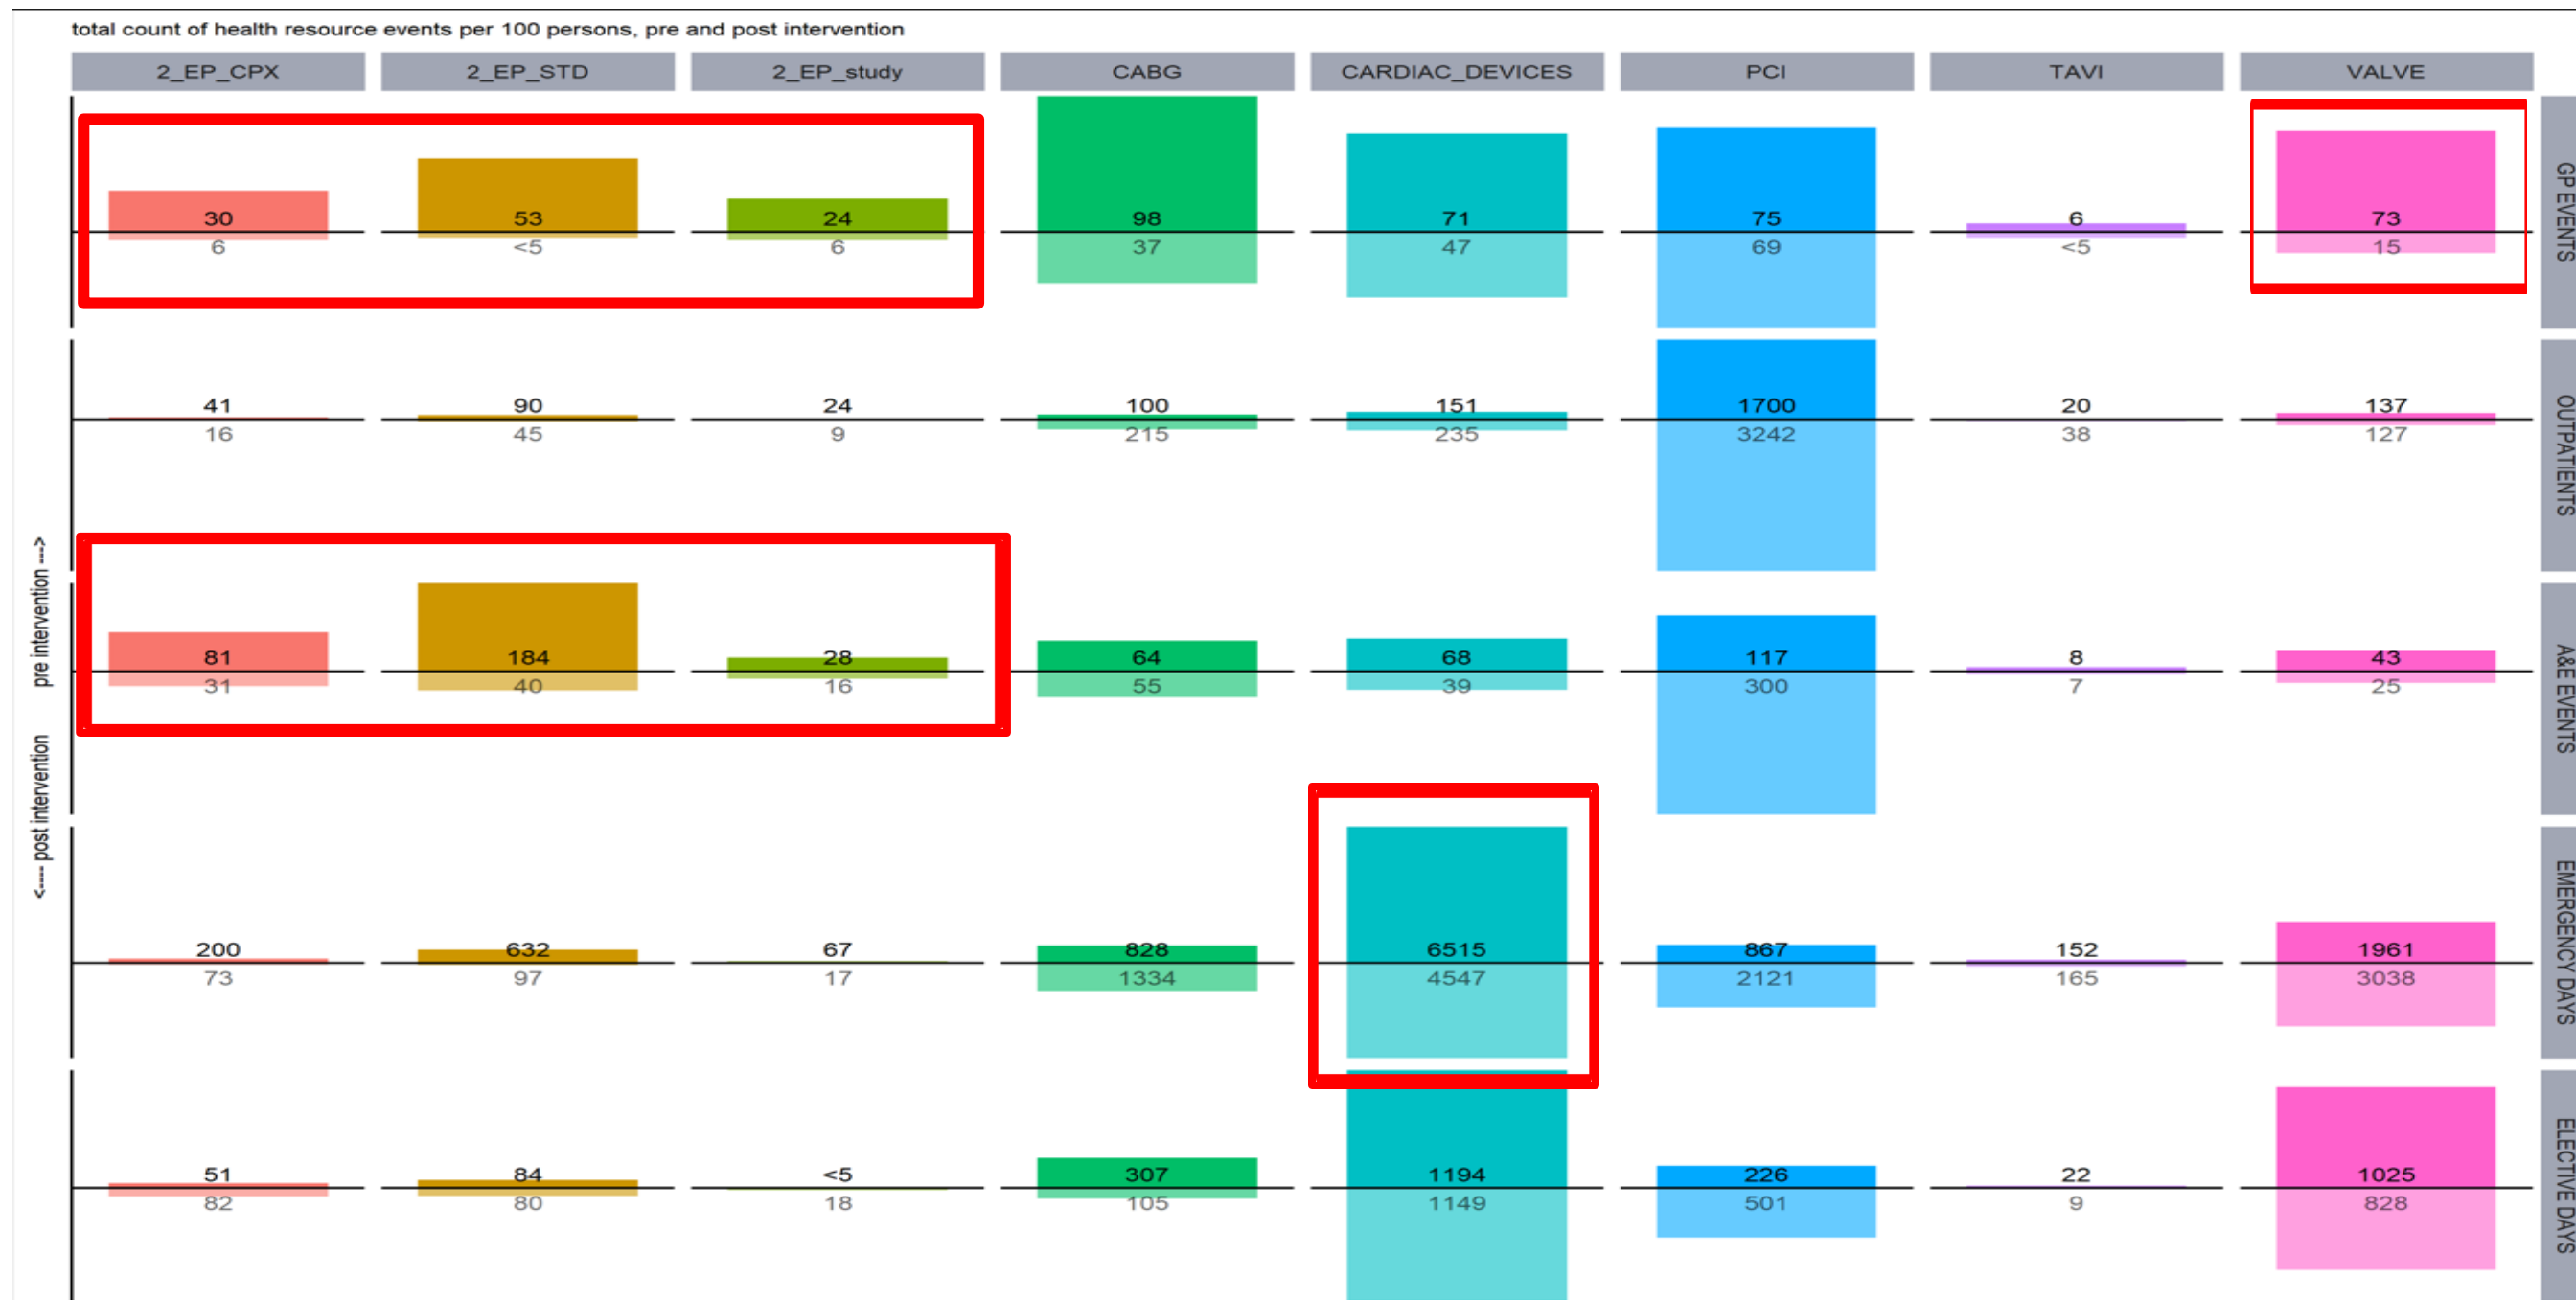 total count of health resource events per 100 persons, pre and post intervention
2_EP_CPX 2_EP_STD 2_EP_study CABG CARDIAC_DEVICES PCI TAVI VALVE
30 53 24 98 71 75 6 73
6 <5 6 37 47 69 <5 15
GP EVENTS
41 90 24 100 151 1700 20 137
16 45 9 215 235 3242 38 127
OUTPATIENTS
81 184 28 64 68 117 8 43
31 40 16 55 39 300 7 25
A&E EVENTS
200 632 67 828 6515 867 152 1961
73 97 17 1334 4547 2121 165 3038
EMERGENCY DAYS
51 84 <5 307 1194 226 22 1025
82 80 18 105 1149 501 9 828
ELECTIVE DAYS
<---- post intervention pre intervention --->